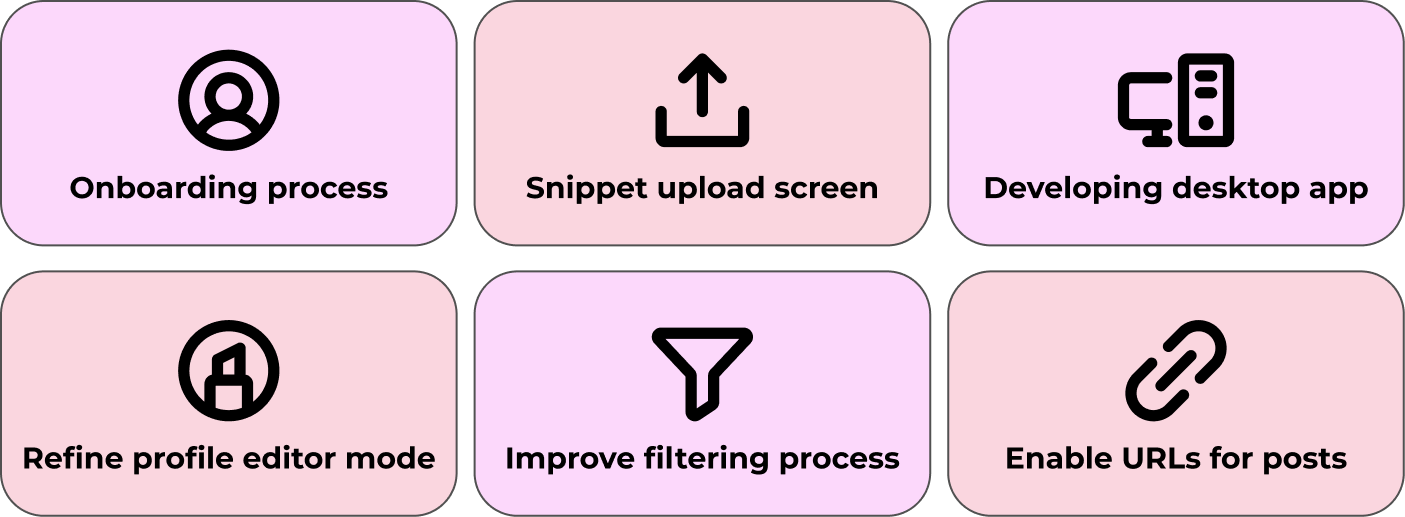 Onboarding process
Snippet upload screen
Developing desktop app
Refine profile editor mode
Improve filtering process
Enable URLs for posts